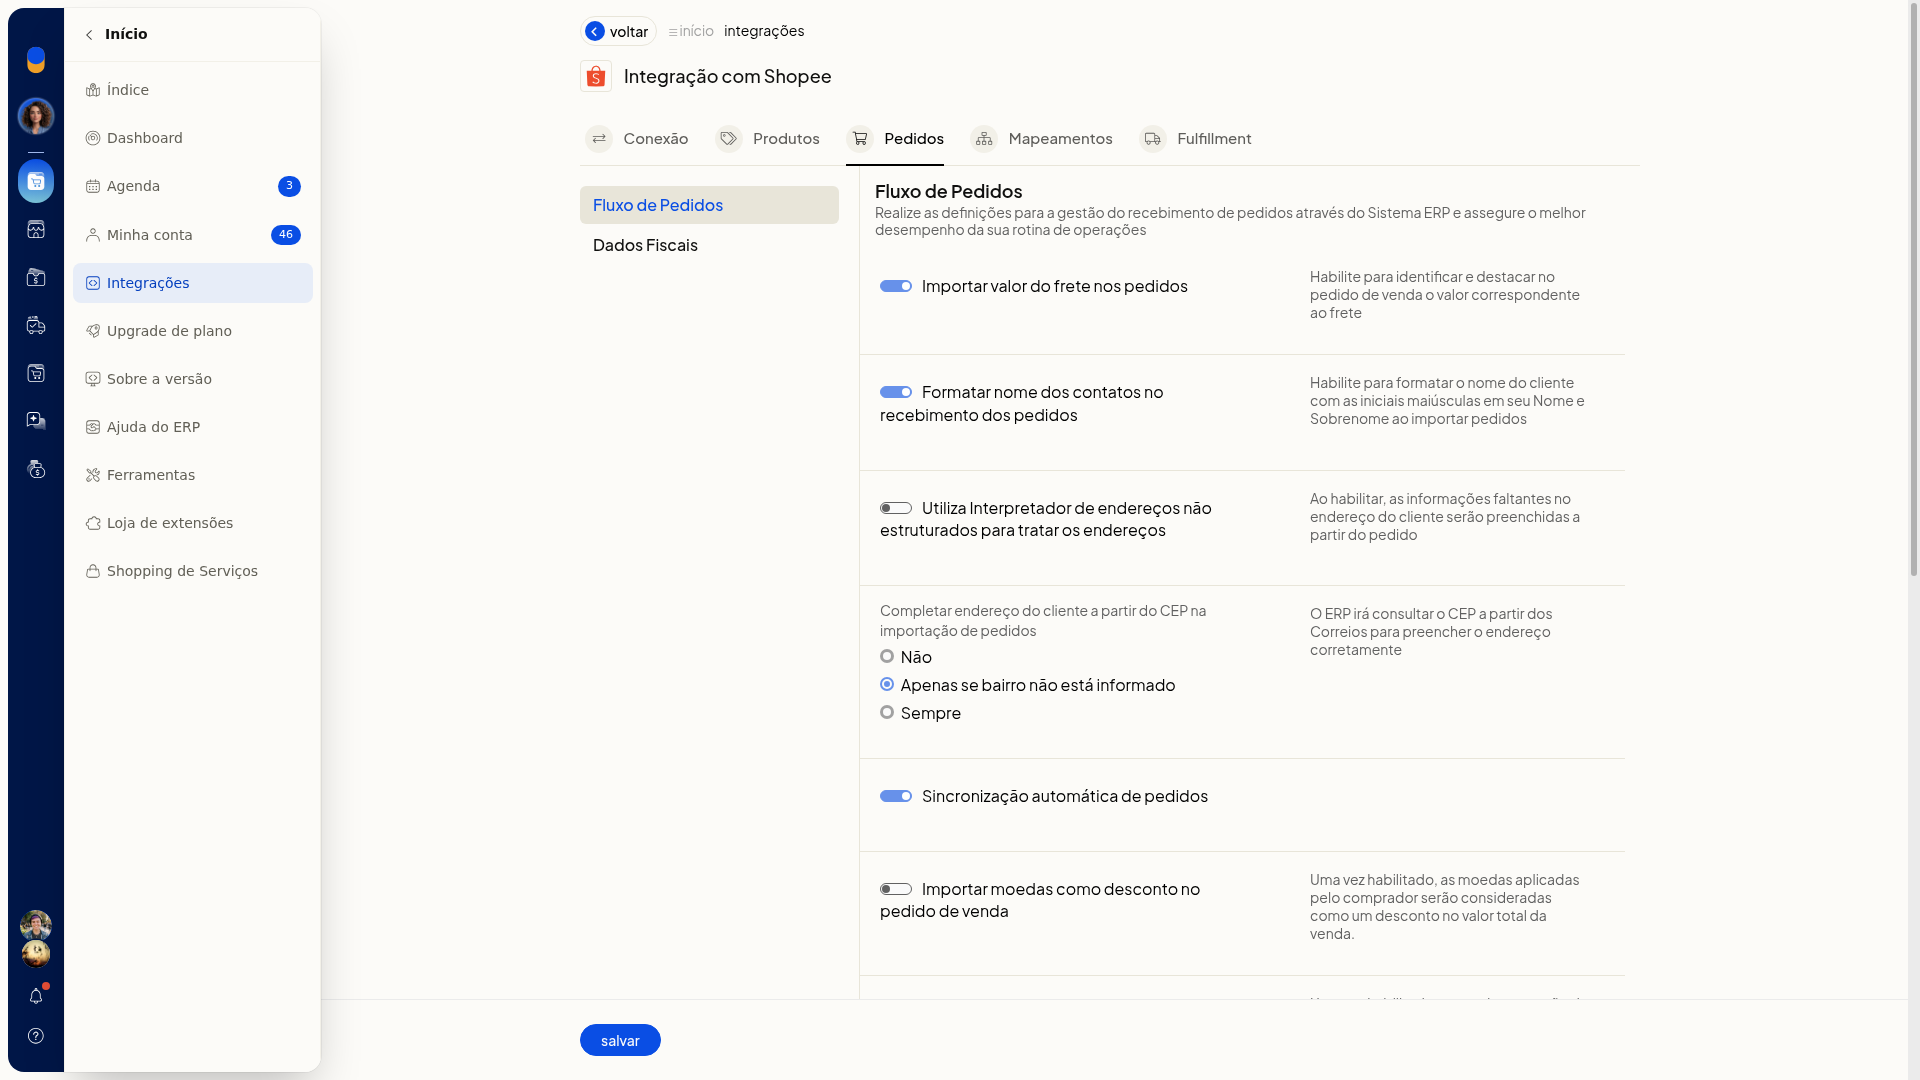 Início
Índice
Dashboard
Agenda
3
Minha conta
46
Integrações
Upgrade de plano
Sobre a versão
Ajuda do ERP
Ferramentas
Loja de extensões
Shopping de Serviços
voltar
início
integrações
Integração com Shopee
Conexão
Produtos
Pedidos
Mapeamentos
Fulfillment
Fluxo de Pedidos
Dados Fiscais
Fluxo de Pedidos
Realize as definições para a gestão do recebimento de pedidos através do Sistema ERP e assegure o melhor
desempenho da sua rotina de operações
Importar valor do frete nos pedidos
Habilite para identificar e destacar no
pedido de venda o valor correspondente
ao frete
Formatar nome dos contatos no
recebimento dos pedidos
Habilite para formatar o nome do cliente
com as iniciais maiúsculas em seu Nome e
Sobrenome ao importar pedidos
Utiliza Interpretador de endereços não
estruturados para tratar os endereços
Ao habilitar, as informações faltantes no
endereço do cliente serão preenchidas a
partir do pedido
Completar endereço do cliente a partir do CEP na
importação de pedidos
Não
Apenas se bairro não está informado
Sempre
O ERP irá consultar o CEP a partir dos
Correios para preencher o endereço
corretamente
Sincronização automática de pedidos
Importar moedas como desconto no
pedido de venda
Uma vez habilitado, as moedas aplicadas
pelo comprador serão consideradas
como um desconto no valor total da
venda.
salvar